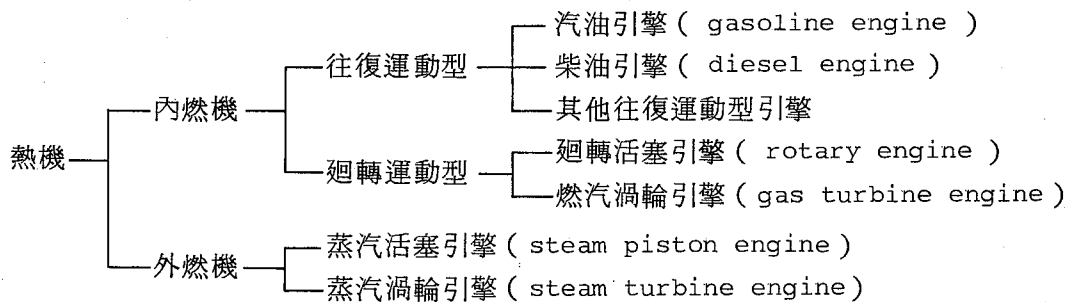 汽油引擎( gasoline engine )
往復運動型
柴油引擎( diesel engine )
內燃機
其他往復運動型引擎
熱機
廻轉活塞引擎( rotary engine )
廻轉運動型
燃汽渦輪引擎( gas turbine engine)
蒸汽活塞引擎( steam piston engine)
外燃機
蒸汽渦輪引擎( steam turbine engine)